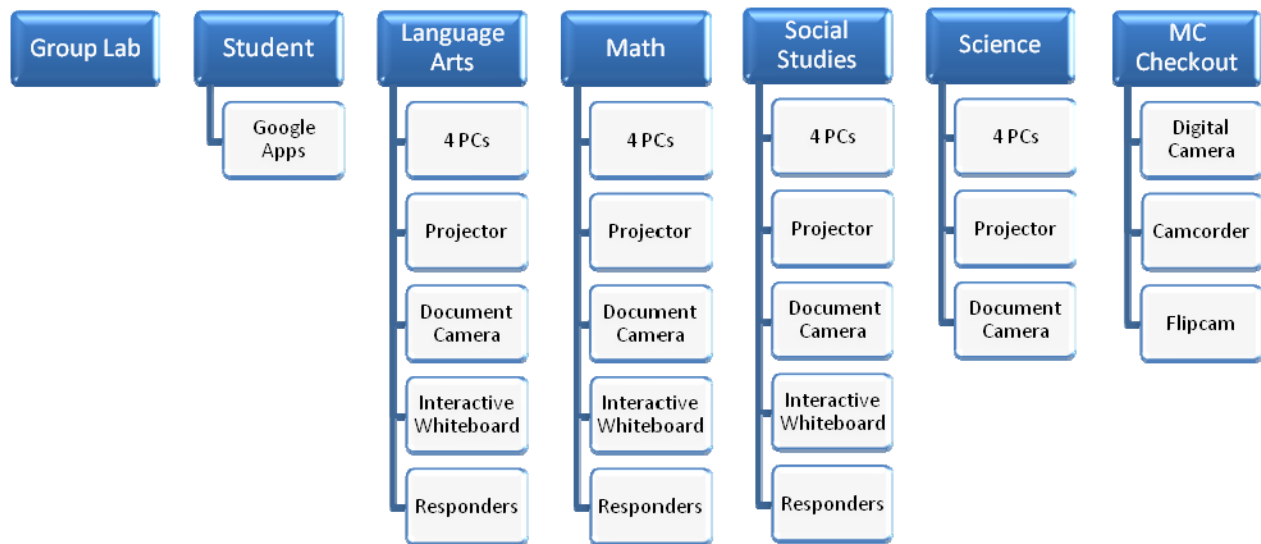 Group Lab
Student
Google
Apps
Language
Arts
4 PCs
Projector
Document
Camera
Interactive
Whiteboard
Responders
Math
4 PCs
Projector
Document
Camera
Interactive
Whiteboard
Responders
Social
Studies
4 PCs
Projector
Document
Camera
Interactive
Whiteboard
Responders
Science
4 PCs
Projector
Document
Camera
MC
Checkout
Digital
Camera
Camcorder
Flipcam